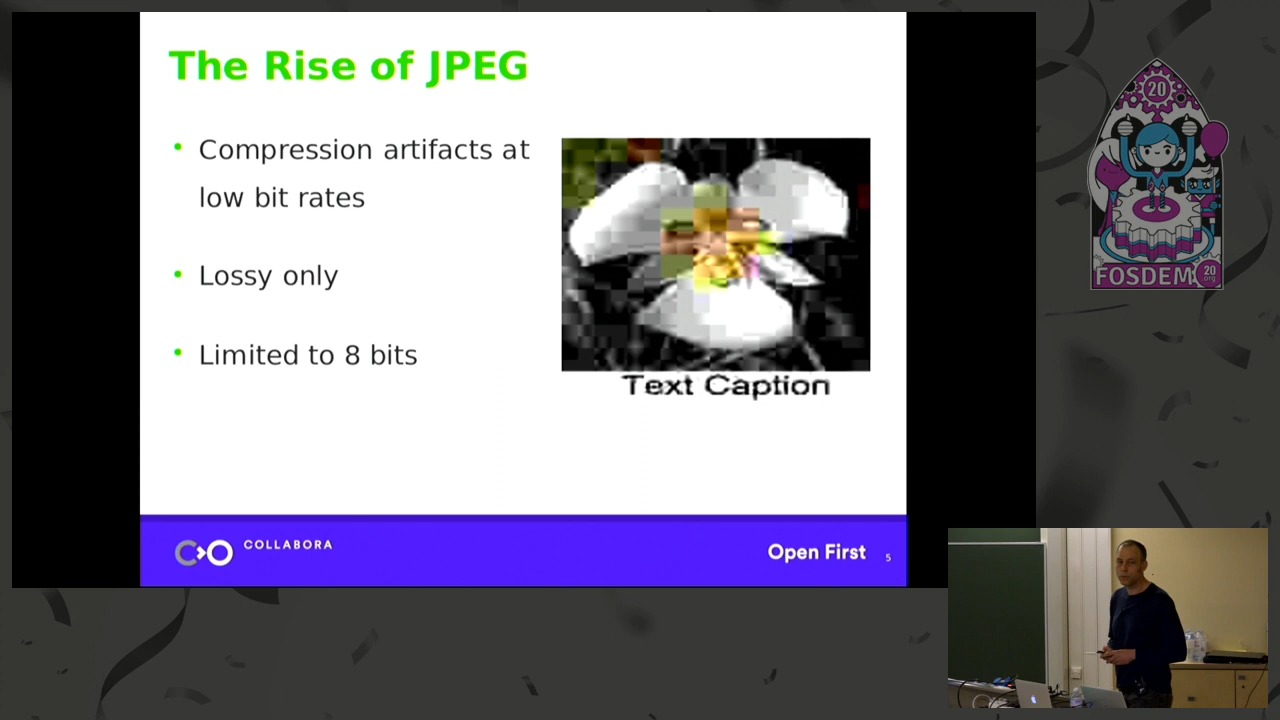 The Rise of JPEG
Compression artifacts at
low bit rates
Lossy only
Limited to 8 bits
Text Caption
COLLABORA
Open First
5
20
FOSDEM
20
.org